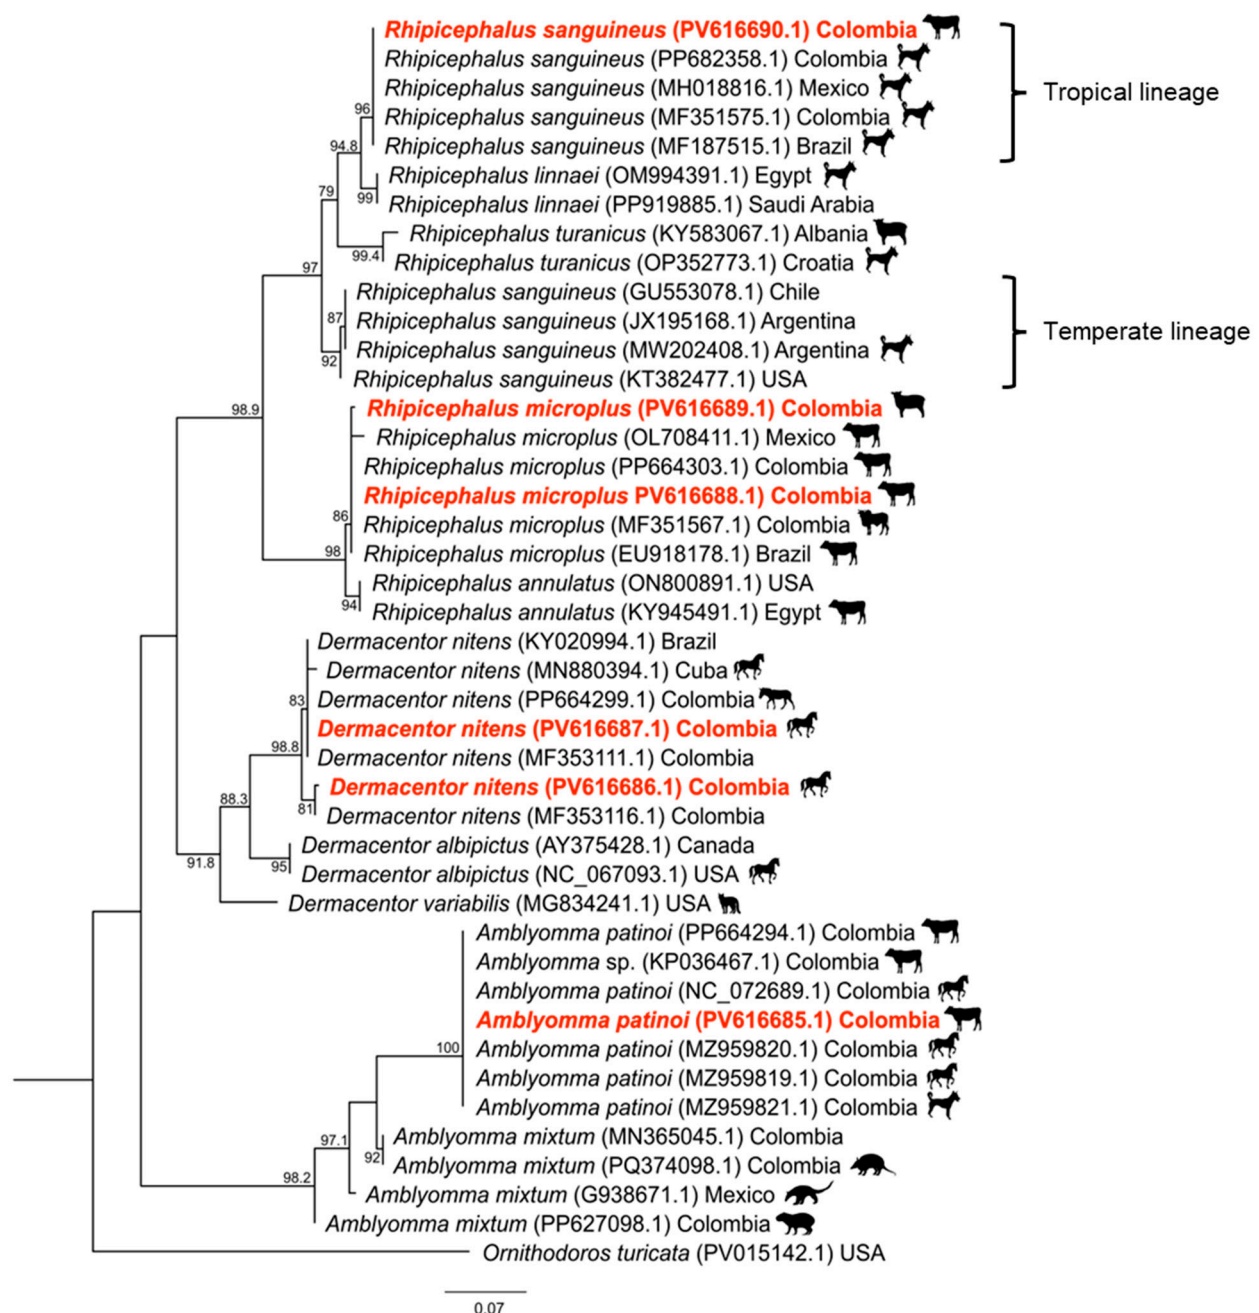 Rhipicephalus sanguineus (PV616690.1) Colombia
Rhipicephalus sanguineus (PP682358.1) Colombia
Rhipicephalus sanguineus (MH018816.1) Mexico
Tropical lineage
Rhipicephalus sanguineus (MF351575.1) Colombia
96
Rhipicephalus sanguineus (MF187515.1) Brazil
94.8
Rhipicephalus linnaei (OM994391.1) Egypt
79
99
Rhipicephalus linnaei (PP919885.1) Saudi Arabia
Rhipicephalus turanicus (KY583067.1) Albania
99.4
Rhipicephalus turanicus (OP352773.1) Croatia
97
Rhipicephalus sanguineus (GU553078.1) Chile
87
Rhipicephalus sanguineus (JX195168.1) Argentina
Temperate lineage
Rhipicephalus sanguineus (MW202408.1) Argentina
92
Rhipicephalus sanguineus (KT382477.1) USA
98.9
Rhipicephalus microplus (PV616689.1) Colombia
Rhipicephalus microplus (OL708411.1) Mexico
Rhipicephalus microplus (PP664303.1) Colombia
Rhipicephalus microplus PV616688.1) Colombia
86
Rhipicephalus microplus (MF351567.1) Colombia
98
Rhipicephalus microplus (EU918178.1) Brazil
Rhipicephalus annulatus (ON800891.1) USA
94
Rhipicephalus annulatus (KY945491.1) Egypt
Dermacentor nitens (KY020994.1) Brazil
Dermacentor nitens (MN880394.1) Cuba
83
Dermacentor nitens (PP664299.1) Colombia
Dermacentor nitens (PV616687.1) Colombia
98.8
Dermacentor nitens (MF353111.1) Colombia
Dermacentor nitens (PV616686.1) Colombia
88.3
81
Dermacentor nitens (MF353116.1) Colombia
Dermacentor albipictus (AY375428.1) Canada
91.8
95
Dermacentor albipictus (NC_067093.1) USA
Dermacentor variabilis (MG834241.1) USA
Amblyomma patinoi (PP664294.1) Colombia
Amblyomma sp. (KP036467.1) Colombia
Amblyomma patinoi (NC_072689.1) Colombia
Amblyomma patinoi (PV616685.1) Colombia
100
Amblyomma patinoi (MZ959820.1) Colombia
Amblyomma patinoi (MZ959819.1) Colombia
Amblyomma patinoi (MZ959821.1) Colombia
97.1
Amblyomma mixtum (MN365045.1) Colombia
92
Amblyomma mixtum (PQ374098.1) Colombia
98.2
Amblyomma mixtum (G938671.1) Mexico
Amblyomma mixtum (PP627098.1) Colombia
Ornithodoros turicata (PV015142.1) USA
0.07